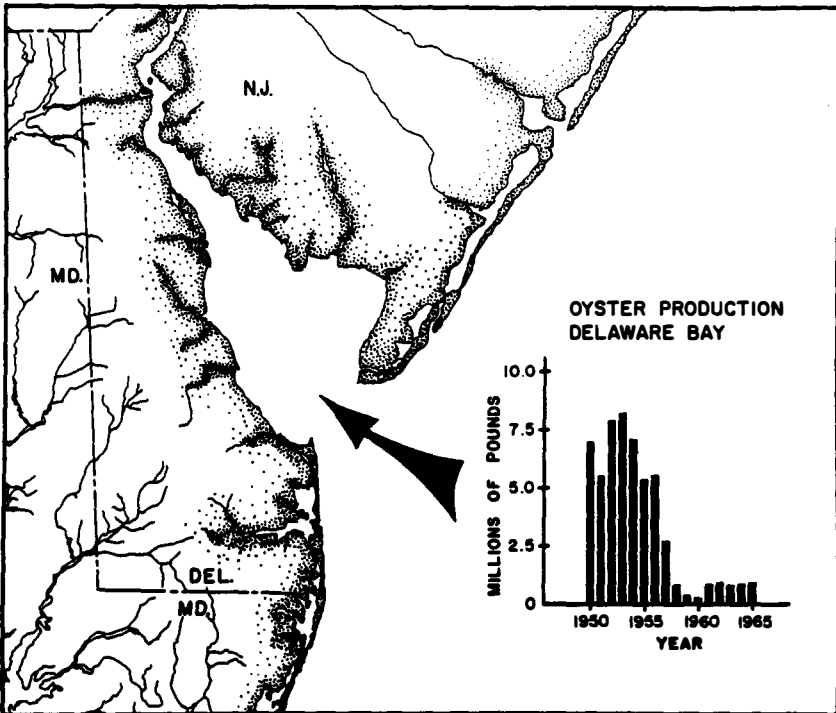 N.J.
MD.
OYSTER PRODUCTION
DELAWARE BAY
10.0
7.5
5.0
2.5
0
MILLIONS OF POUNDS
1950 1955 1960 1965
YEAR
DEL.
MD.